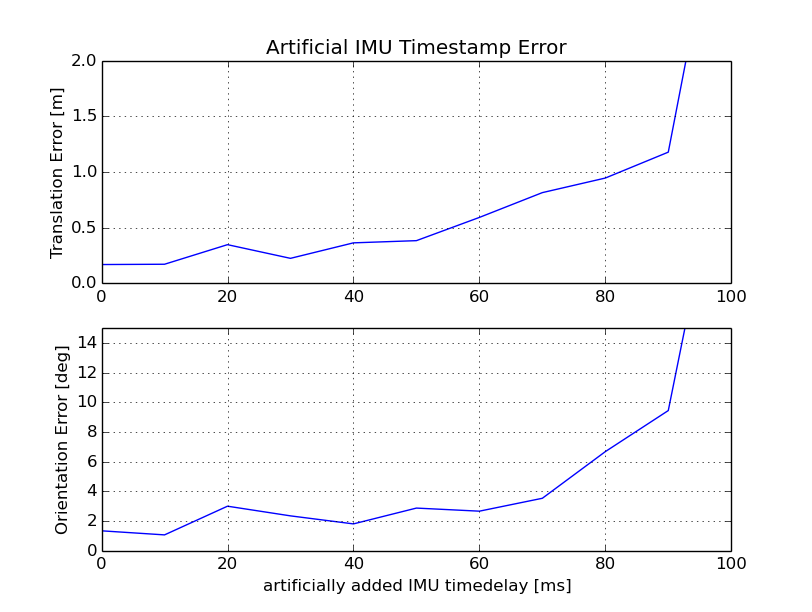 Artificial IMU Timestamp Error
Translation Error [m]
2.0
1.5
1.0
0.5
0.0
0 20 40 60 80 100
Orientation Error [deg]
14
12
10
8
6
4
2
0
0 20 40 60 80 100
artificially added IMU timedelay [ms]